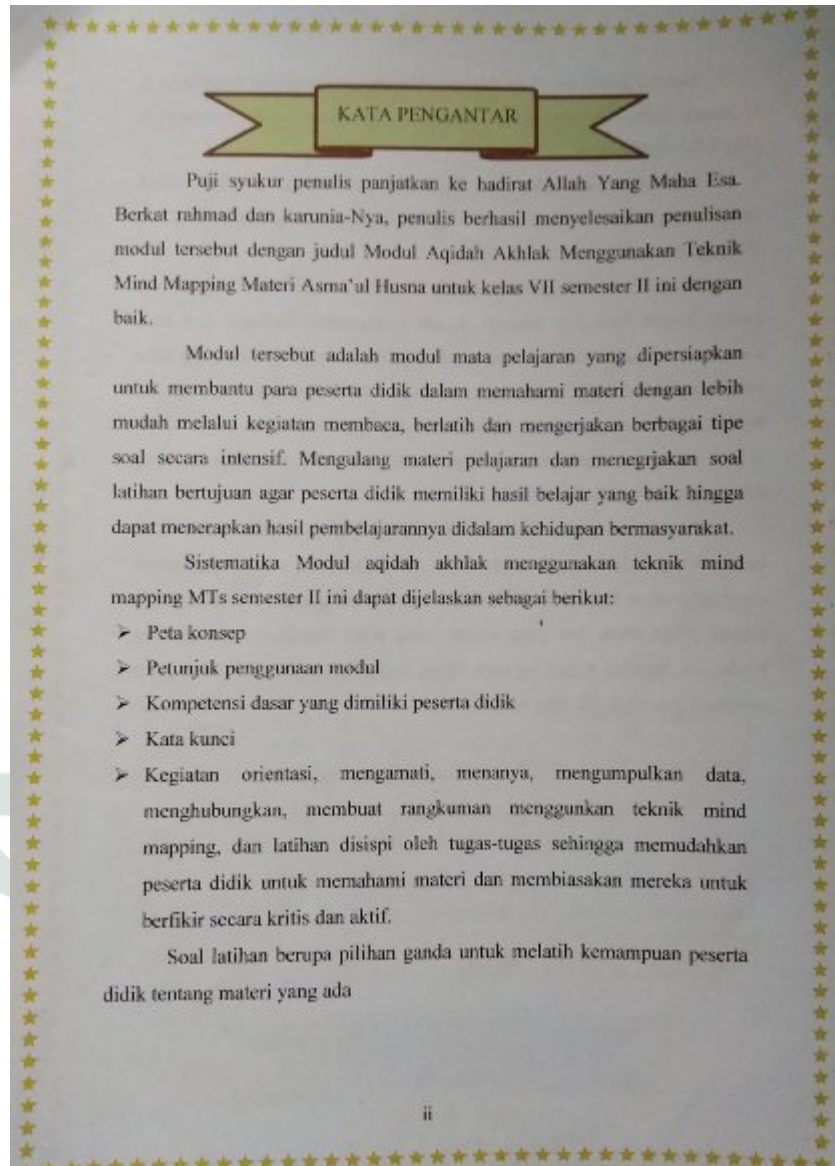 KATA PENGANTAR
Puji syukur penulis panjatkan ke hadirat Allah Yang Maha Esa.
Berkat rahmad dan karunia-Nya, penulis berhasil menyelesaikan penulisan
modul tersebut dengan judul Modul Aqidah Akhlak Menggunakan Teknik
Mind Mapping Materi Asma'ul Husna untuk kelas VII semester II ini dengan
baik.
Modul tersebut adalah modul mata pelajaran yang dipersiapkan
untuk membantu para peserta didik dalam memahami materi dengan lebih
mudah melalui kegiatan membaca, berlatih dan mengerjakan berbagai tipe
soal secara intensif. Mengulang materi pelajaran dan menegrjakan soal
latihan bertujuan agar peserta didik memiliki hasil belajar yang baik hingga
dapat menerapkan hasil pembelajarannya didalam kehidupan bermasyarakat.
Sistematika Modul aqidah akhlak menggunakan teknik mind
mapping MTs semester II ini dapat dijelaskan sebagai berikut:
➢ Peta konsep
➢ Petunjuk penggunaan modul
➢ Kompetensi dasar yang dimiliki peserta didik
➢ Kata kunci
➢ Kegiatan orientasi, mengamati, menanya, mengumpulkan data,
menghubungkan, membuat rangkuman menggunkan teknik mind
mapping, dan latihan disispi oleh tugas-tugas sehingga memudahkan
peserta didik untuk memahami materi dan membiasakan mereka untuk
berfikir secara kritis dan aktif.
Soal latihan berupa pilihan ganda untuk melatih kemampuan peserta
didik tentang materi yang ada
ii